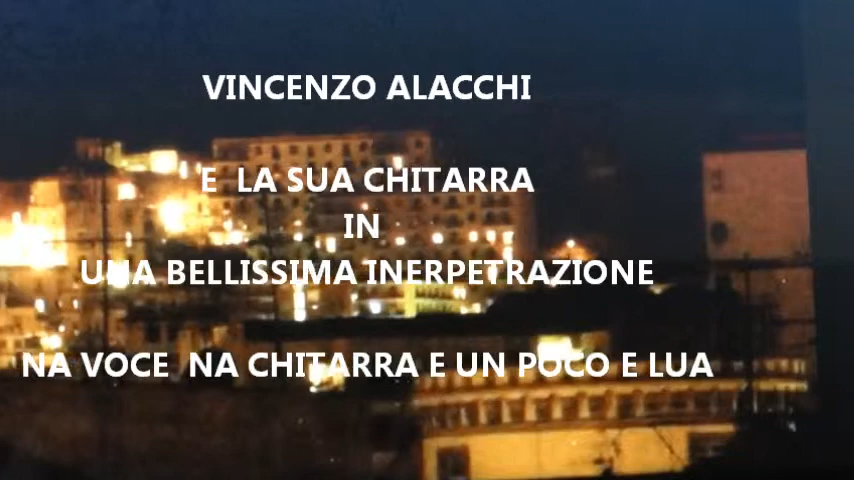 VINCENZO ALACCHI
E LA SUA CHITARRA
IN
UNA BELLISSIMA INERPETRAZIONE
NA VOCE NA CHITARRA E UN POCO E LUA